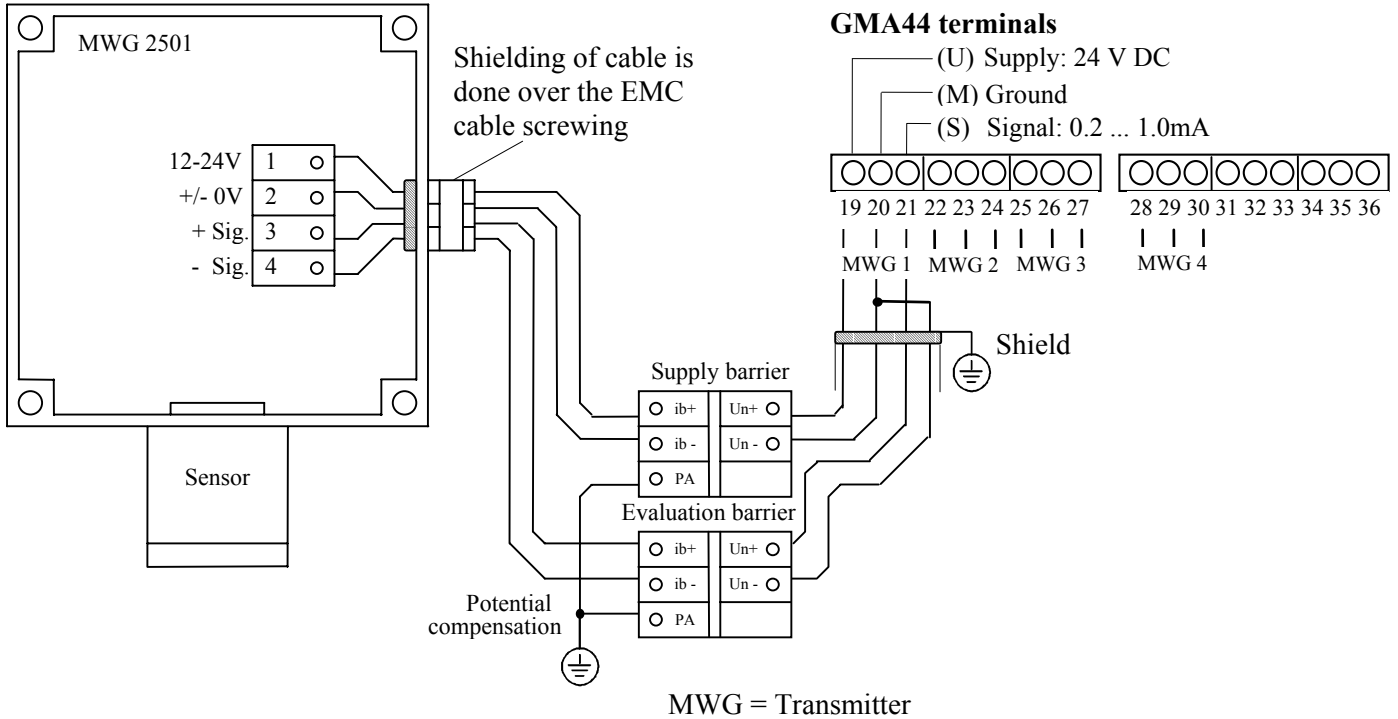 MWG 2501
Shielding of cable is
done over the EMC
cable screwing
12-24V 1
+/- 0V 2
+ Sig. 3
- Sig. 4
Sensor
GMA44 terminals
(U) Supply: 24 V DC
(M) Ground
(S) Signal: 0.2 ... 1.0mA
19 20 21 22 23 24 25 26 27 28 29 30 31 32 33 34 35 36
MWG 1 MWG 2 MWG 3 MWG 4
Shield
Supply barrier
ib+ Un+
ib - Un -
PA
Evaluation barrier
ib+ Un+
ib - Un -
PA
Potential
compensation
MWG = Transmitter